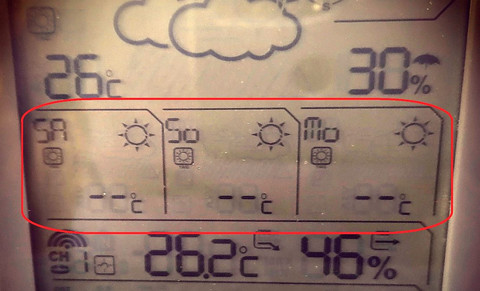 26°C 30%
SA So Mo
--°C --°C --°C
CH 1 26.2°C 46%